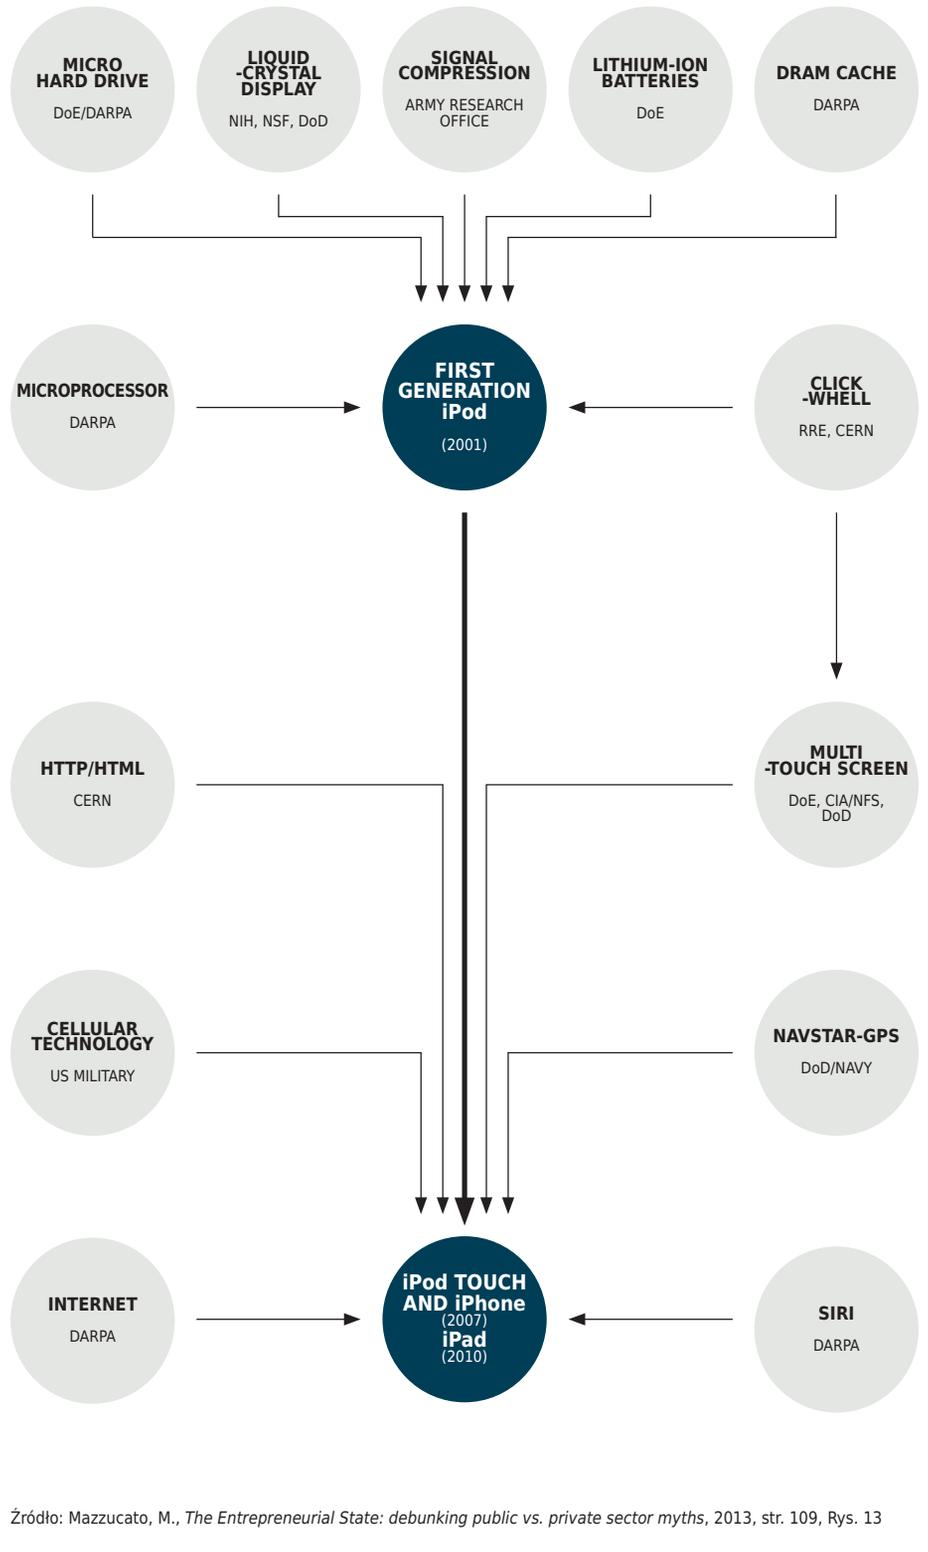 MICRO
HARD DRIVE
DoE/DARPA
LIQUID
-CRYSTAL
DISPLAY
NIH, NSF, DoD
SIGNAL
COMPRESSION
ARMY RESEARCH
OFFICE
LITHIUM-ION
BATTERIES
DoE
DRAM CACHE
DARPA
MICROPROCESSOR
DARPA
FIRST
GENERATION
iPod
(2001)
CLICK
-WHELL
RRE, CERN
HTTP/HTML
CERN
MULTI
-TOUCH SCREEN
DoE, CIA/NFS,
DoD
CELLULAR
TECHNOLOGY
US MILITARY
NAVSTAR-GPS
DoD/NAVY
INTERNET
DARPA
iPod TOUCH
AND iPhone
(2007)
iPad
(2010)
SIRI
DARPA
Źródło: Mazzucato, M., The Entrepreneurial State: debunking public vs. private sector myths, 2013, str. 109, Rys. 13